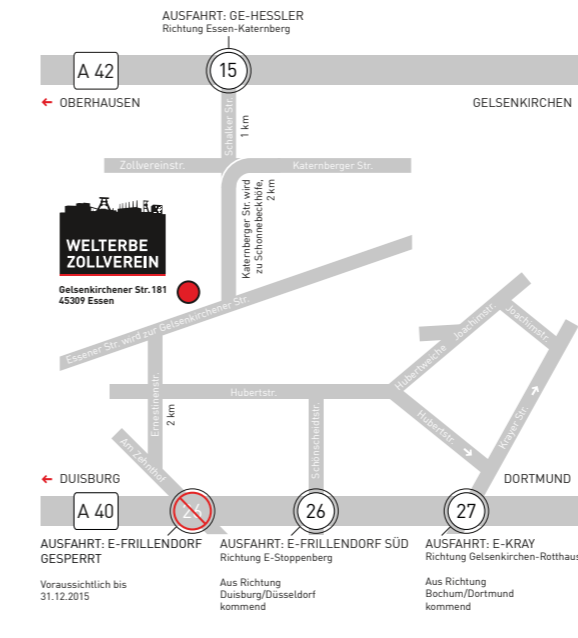 AUSFAHRT: GE-HESSLER
Richtung Essen-Katernberg
A 42
15
← OBERHAUSEN
GELSENKIRCHEN
Schalker Str.
1 km
Zollvereinstr.
Katernberger Str.
Katernberger Str. wird
zu Schonnebeckhöfe,
2 km
WELTERBE
ZOLLVEREIN
Gelsenkirchener Str. 181
45309 Essen
Essener Str. wird zur Gelsenkirchener Str.
Joachimstr.
Joachimstr.
Hubertweiche
Ernestinenstr.
2 km
Hubertstr.
Hubertstr.
Schönscheidtstr.
Krayer Str.
Am Zehnthof
← DUISBURG
DORTMUND
A 40
26
26
27
AUSFAHRT: E-FRILLENDORF
GESPERRT
Voraussichtlich bis
31.12.2015
AUSFAHRT: E-FRILLENDORF SÜD
Richtung E-Stoppenberg
Aus Richtung
Duisburg/Düsseldorf
kommend
AUSFAHRT: E-KRAY
Richtung Gelsenkirchen-Rotthaus
Aus Richtung
Bochum/Dortmund
kommend